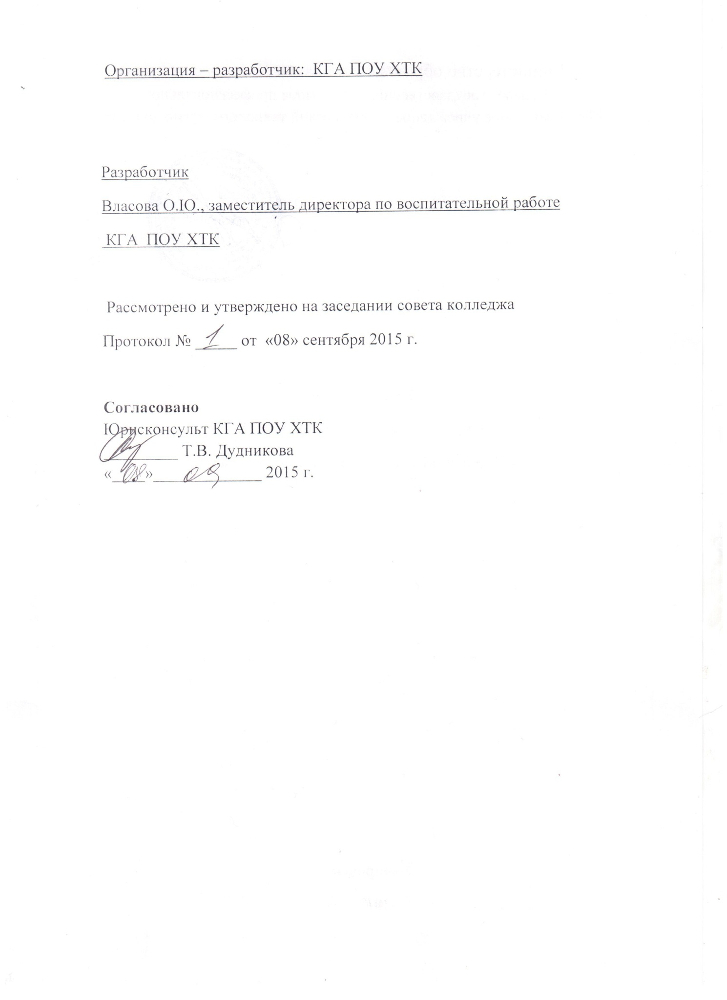 Организация – разработчик: КГА ПОУ ХТК
Разработчик
Власова О.Ю., заместитель директора по воспитательной работе
КГА ПОУ ХТК
Рассмотрено и утверждено на заседании совета колледжа
Протокол № 1 от «08» сентября 2015 г.
Согласовано
Юрисконсульт КГА ПОУ ХТК
__________ Т.В. Дудникова
«08» 09 2015 г.